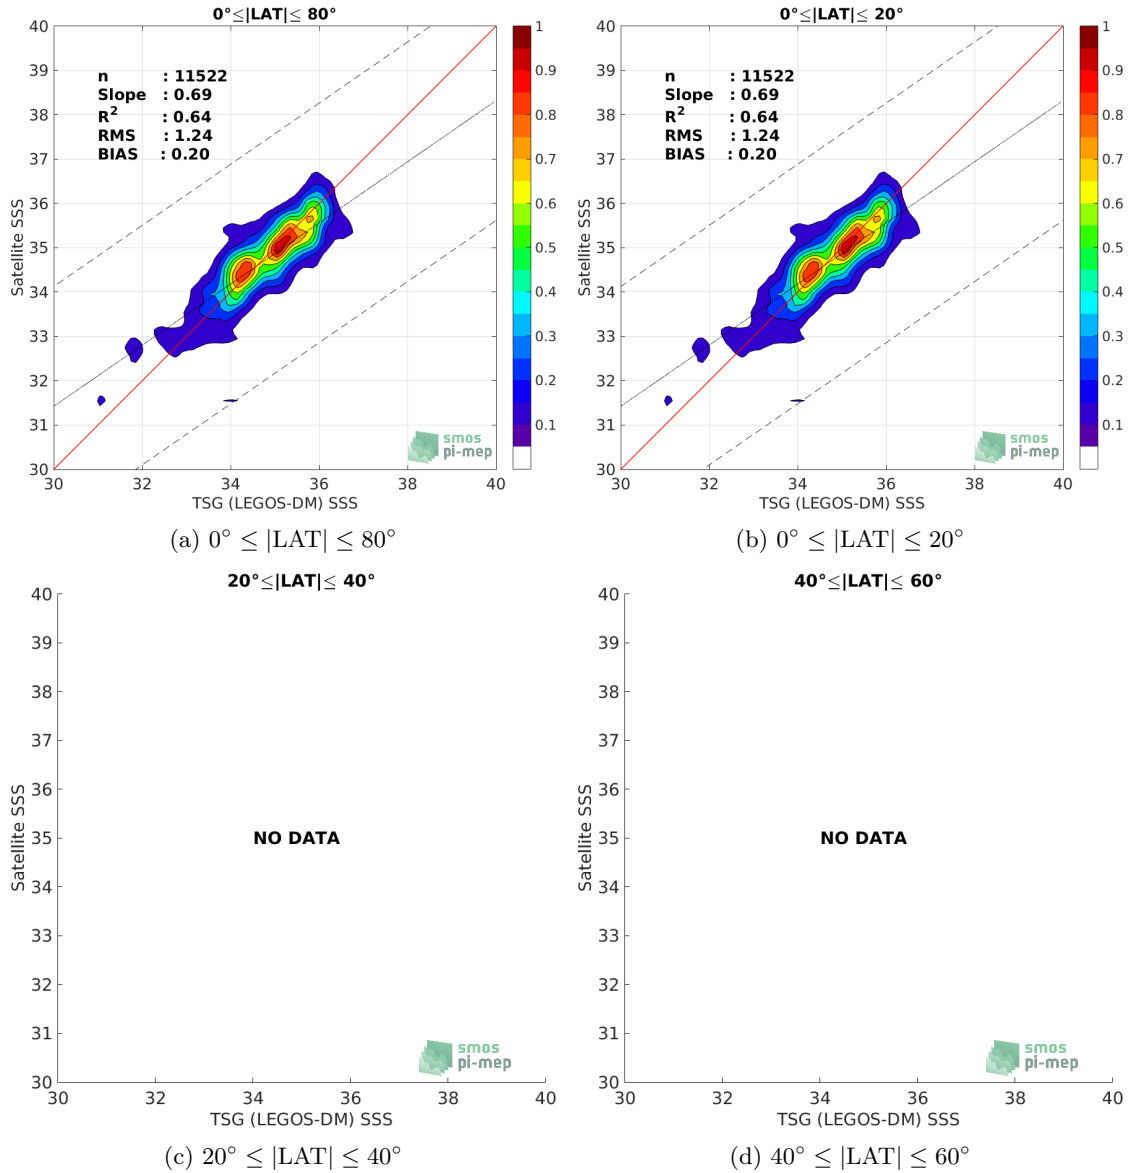 0°≤|LAT|≤ 80°
40
39
38
37
36
35
34
33
32
31
30
Satellite SSS
n : 11522
Slope : 0.69
R² : 0.64
RMS : 1.24
BIAS : 0.20
30 32 34 36 38 40
TSG (LEGOS-DM) SSS
smos
pi-mep
1
0.9
0.8
0.7
0.6
0.5
0.4
0.3
0.2
0.1
(a) 0° ≤ |LAT| ≤ 80°
0°≤|LAT|≤ 20°
40
39
38
37
36
35
34
33
32
31
30
Satellite SSS
n : 11522
Slope : 0.69
R² : 0.64
RMS : 1.24
BIAS : 0.20
30 32 34 36 38 40
TSG (LEGOS-DM) SSS
smos
pi-mep
1
0.9
0.8
0.7
0.6
0.5
0.4
0.3
0.2
0.1
(b) 0° ≤ |LAT| ≤ 20°
20°≤|LAT|≤ 40°
40
39
38
37
36
35
34
33
32
31
30
Satellite SSS
NO DATA
30 32 34 36 38 40
TSG (LEGOS-DM) SSS
smos
pi-mep
(c) 20° ≤ |LAT| ≤ 40°
40°≤|LAT|≤ 60°
40
39
38
37
36
35
34
33
32
31
30
Satellite SSS
NO DATA
30 32 34 36 38 40
TSG (LEGOS-DM) SSS
smos
pi-mep
(d) 40° ≤ |LAT| ≤ 60°